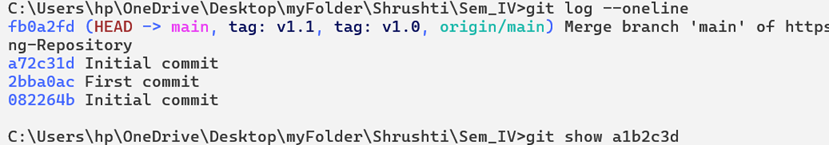 C:\Users\hp\OneDrive\Desktop\myFolder\Shrushti\Sem_IV>git log --oneline
fb0a2fd (HEAD -> main, tag: v1.1, tag: v1.0, origin/main) Merge branch 'main' of https
ng-Repository
a72c31d Initial commit
2bba0ac First commit
082264b Initial commit
C:\Users\hp\OneDrive\Desktop\myFolder\Shrushti\Sem_IV>git show a1b2c3d